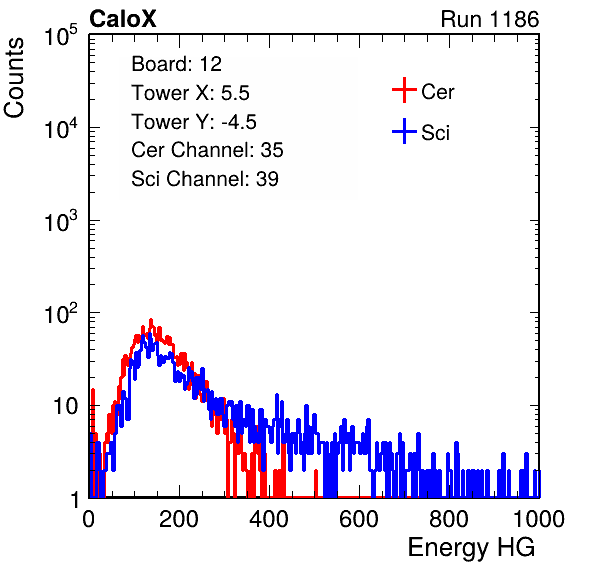 CaloX Run 1186
Counts
10^5
10^4
10^3
10^2
10
1
Board: 12
Tower X: 5.5
Tower Y: -4.5
Cer Channel: 35
Sci Channel: 39
Cer
Sci
0 200 400 600 800 1000
Energy HG